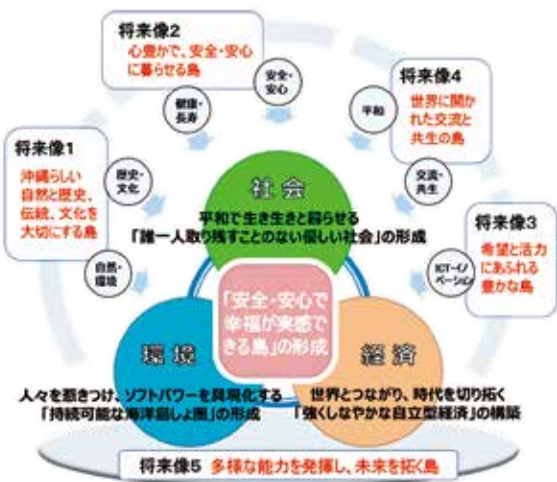 将来像2
心豊かで、安全・安心
に暮らせる島
安全・
安心
健康・
長寿
将来像4
世界に開か
れた交流と
共生の島
平和
交流・
共生
将来像1
沖縄らしい
自然と歴史、
伝統、文化を
大切にする島
歴史・
文化
自然・
環境
将来像3
希望と活力
にあふれる
豊かな島
ICT・イノ
ベーション
社会
平和で生き生きと暮らせる
「誰一人取り残すことのない優しい社会」の形成
「安全・安心で
幸福が実感で
きる島」の形成
環境
人々を惹きつけ、ソフトパワーを具現化する
「持続可能な海洋島しょ圏」の形成
経済
世界とつながり、時代を切り拓く
「強くしなやかな自立型経済」の構築
将来像5 多様な能力を発揮し、未来を拓く島